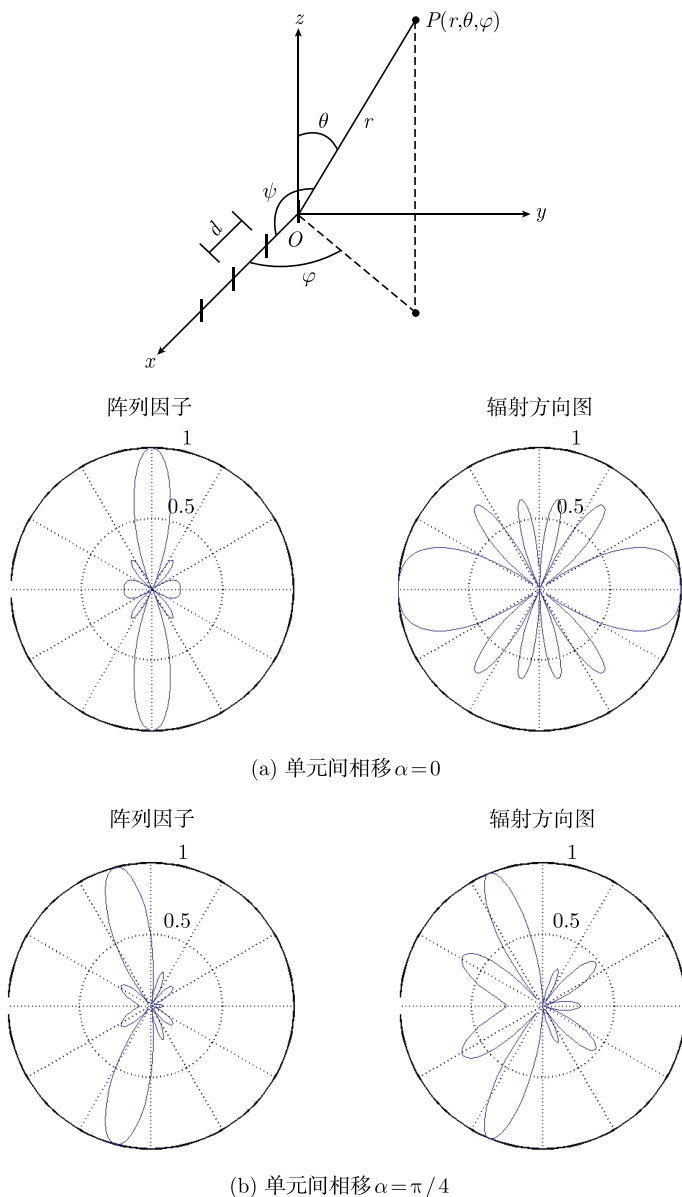 z
P(r,θ,φ)
θ
r
ψ
d
y
O
φ
x
阵列因子
辐射方向图
1
1
0.5
0.5
(a) 单元间相移α=0
阵列因子
辐射方向图
1
1
0.5
0.5
(b) 单元间相移α=π/4